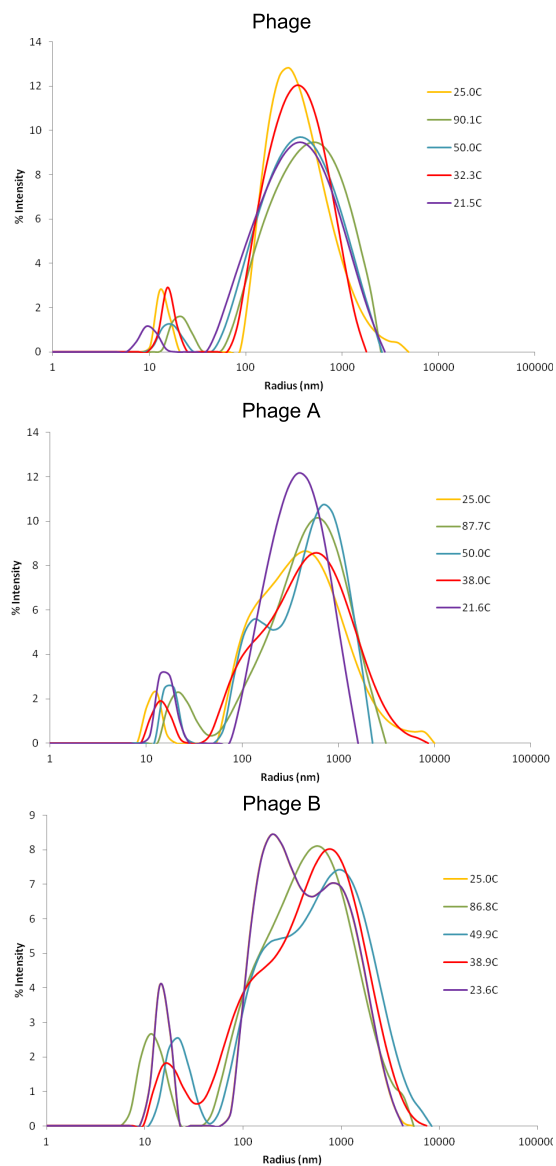 Phage
14
12
10
8
6
4
2
0
% Intensity
1
10
100
1000
10000
100000
Radius (nm)
25.0C
90.1C
50.0C
32.3C
21.5C
Phage A
14
12
10
8
6
4
2
0
% Intensity
1
10
100
1000
10000
100000
Radius (nm)
25.0C
87.7C
50.0C
38.0C
21.6C
Phage B
9
8
7
6
5
4
3
2
1
0
% Intensity
1
10
100
1000
10000
100000
Radius (nm)
25.0C
86.8C
49.9C
38.9C
23.6C